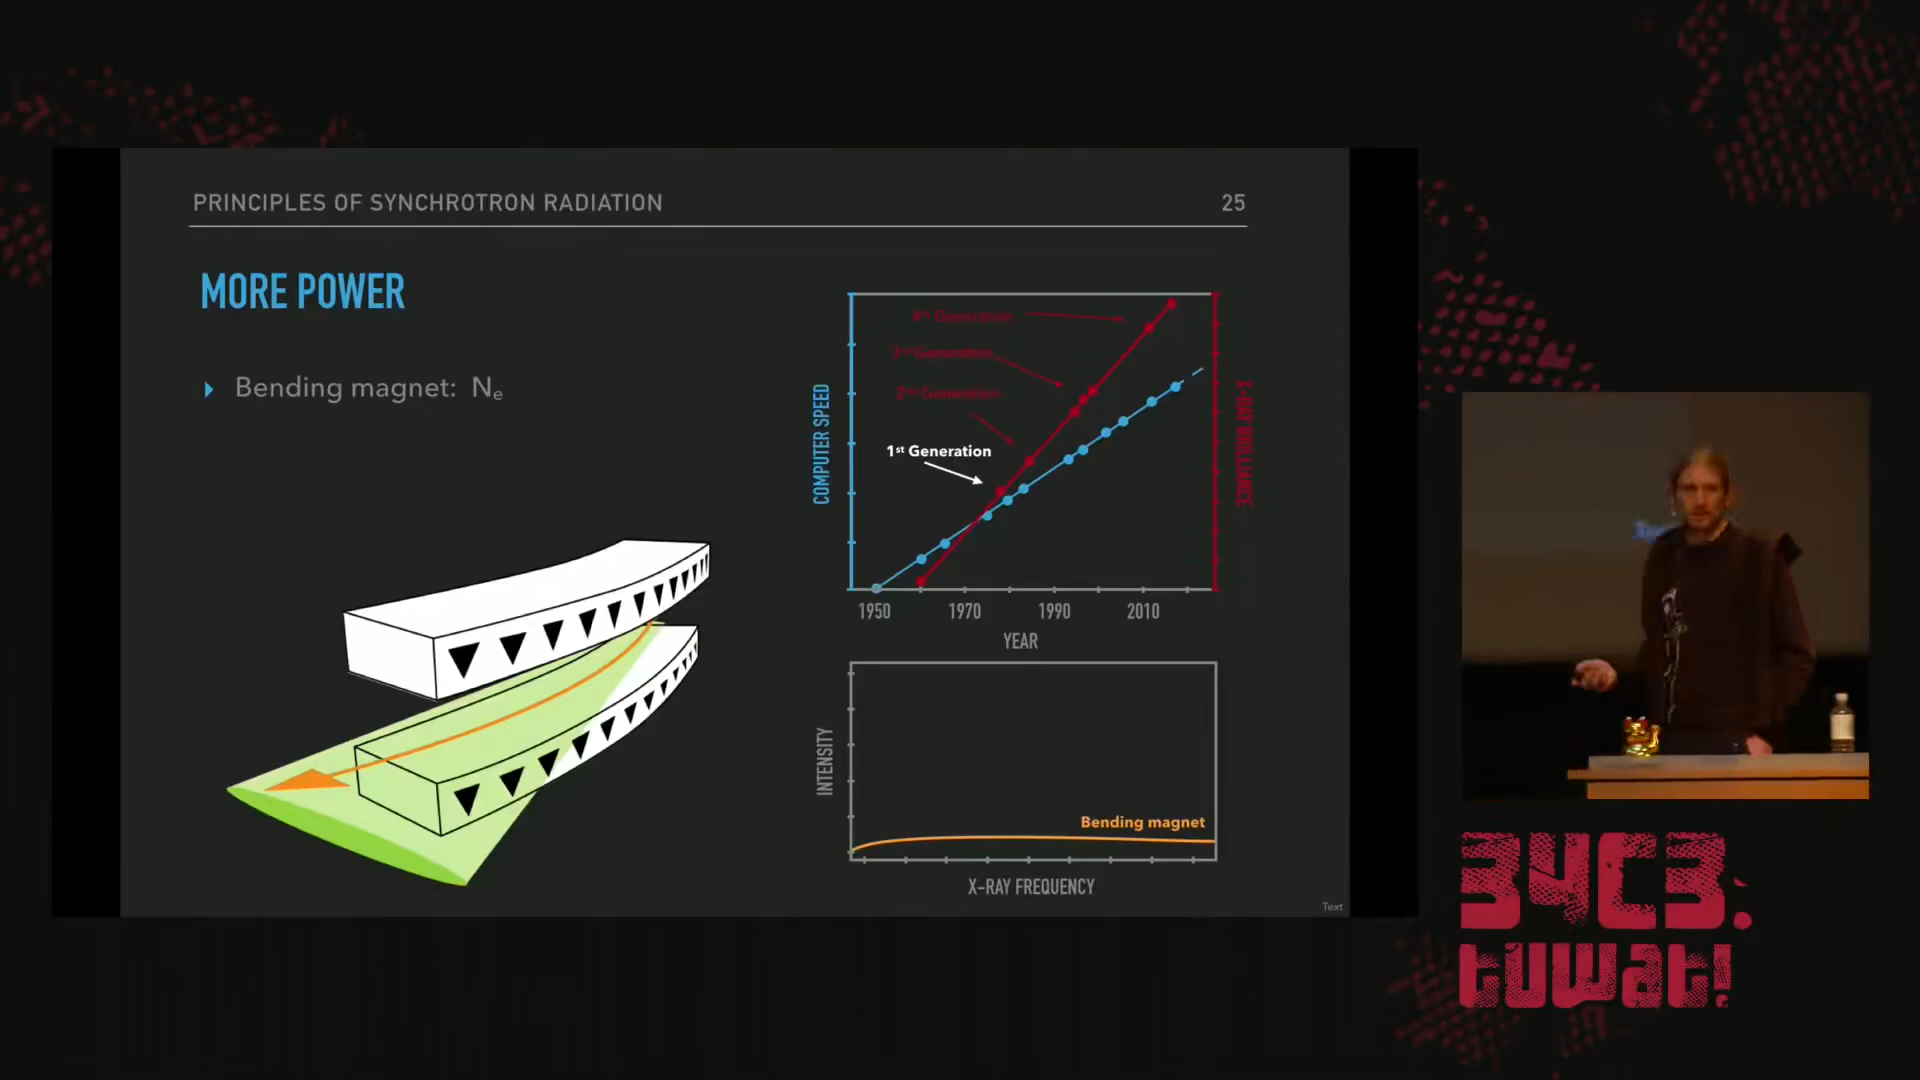 PRINCIPLES OF SYNCHROTRON RADIATION
25
MORE POWER
Bending magnet: Ne
COMPUTER SPEED
X-RAY BRILLIANCE
4th Generation
3rd Generation
2nd Generation
1st Generation
1950
1970
1990
2010
YEAR
INTENSITY
Bending magnet
X-RAY FREQUENCY
Text
34C3.
tuwat!